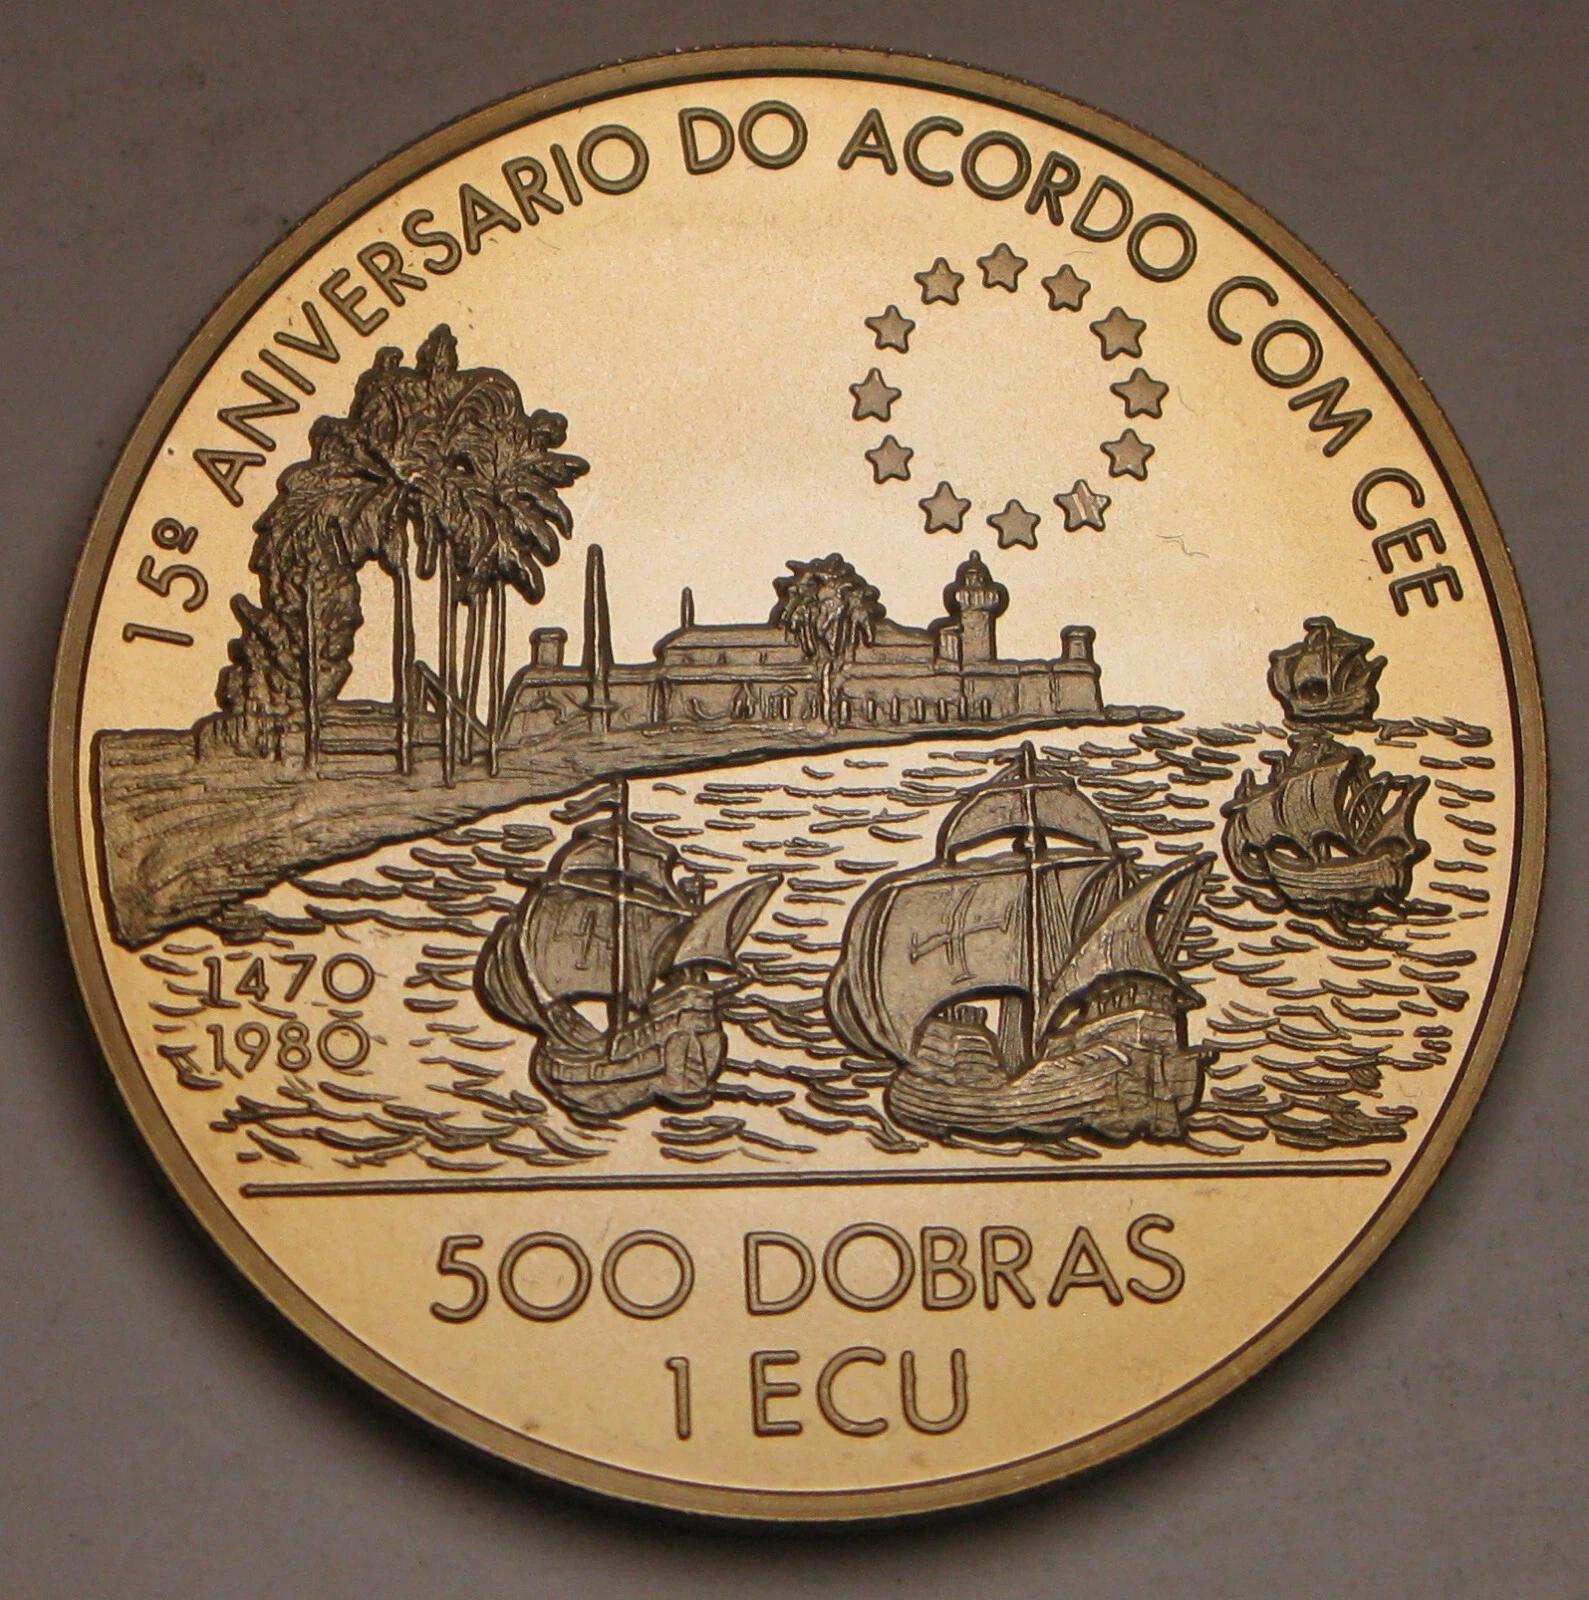 15º ANIVERSARIO DO ACORDO COM CEE
1470
1980
500 DOBRAS
1 ECU